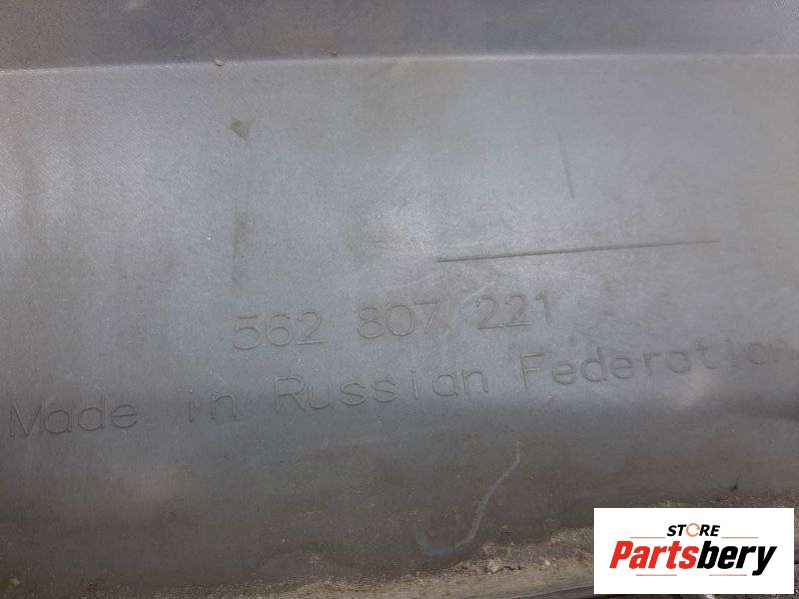 562 807 221
Made in Russian Federation
STORE
Partsbery